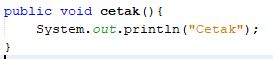 public void cetak(){
    System.out.println("Cetak");
}